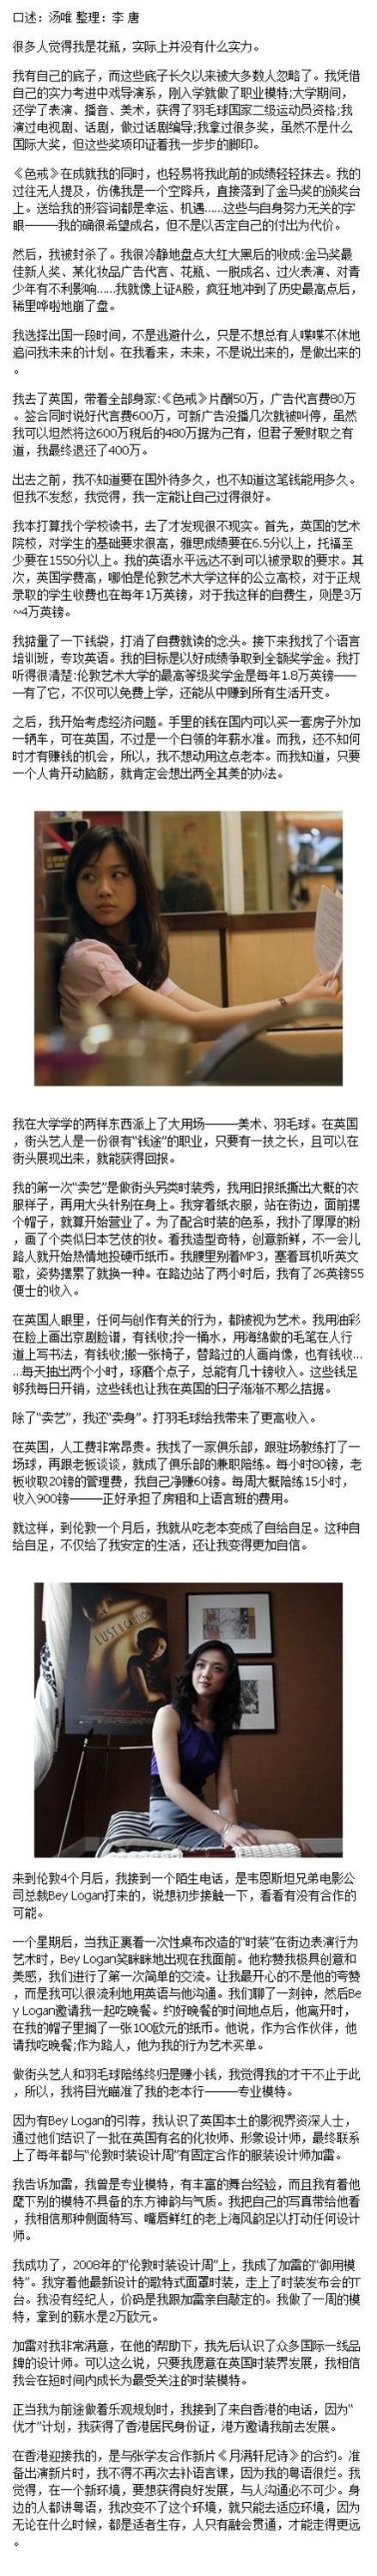 口述：汤唯 整理：李 唐
很多人觉得我是花瓶，实际上并没有什么实力。
我有自己的底子，而这些底子长久以来被大多数人忽略了。我凭借
自己的实力考进中戏导演系，刚入学就做了职业模特;大学期间，
还学了表演、播音、美术，获得了羽毛球国家二级运动员资格;我
演过电视剧、话剧，做过话剧编导;我拿过很多奖，虽然不是什么
国际大奖，但这些奖项印证着我一步步的脚印。
《色戒》在成就我的同时，也轻易将我此前的成绩轻轻抹去。我的
过往无人提及，仿佛我是一个空降兵，直接落到了金马奖的颁奖台
上。送给我的形容词都是幸运、机遇……这些与自身努力无关的字
眼———我的确很希望成名，但不是以否定自己的付出为代价。
然后，我被封杀了。我很冷静地盘点大红大黑后的收成:金马奖最
佳新人奖、某化妆品广告代言、花瓶、一脱成名、过火表演、对青
少年有不利影响……我就像上证A股，疯狂地冲到了历史最高点后，
稀里哗啦地崩了盘。
我选择出国一段时间，不是逃避什么，只是不想总有人喋喋不休地
追问我未来的计划。在我看来，未来，不是说出来的，是做出来的
。
我去了英国，带着全部身家:《色戒》片酬50万，广告代言费80万
。签合同时说好代言费600万，可新广告没播几次就被叫停，虽然
我可以坦然将这600万税后的480万据为己有，但君子爱财取之有
道，我最终退还了400万。
出去之前，我不知道要在国外待多久，也不知道这笔钱能用多久。
但我不发愁，我觉得，我一定能让自己过得很好。
我本打算找个学校读书，去了才发现很不现实。首先，英国的艺术
院校，对学生的基础要求很高，雅思成绩要在6.5分以上，托福至
少要在1550分以上。我的英语水平远达不到可以被录取的要求。其
次，英国学费高，哪怕是伦敦艺术大学这样的公立高校，对于正规
录取的学生收费也在每年1万英镑，对于我这样的自费生，则是3万
~4万英镑。
我掂量了一下钱袋，打消了自费就读的念头。接下来我找了个语言
培训班，专攻英语。我的目标是以好成绩争取到全额奖学金。我打
听得很清楚:伦敦艺术大学的最高等级奖学金是每年1.8万英镑——
一有了它，不仅可以免费上学，还能从中赚到所有生活开支。
之后，我开始考虑经济问题。手里的钱在国内可以买一套房子外加
一辆车，可在英国，不过是一个白领的年薪水准。而我，还不知何
时才有赚钱的机会，所以，我不想动用这点老本。而我知道，只要
一个人肯开动脑筋，就肯定会想出两全其美的办法。
LUST CAUTION
我在大学学的两样东西派上了大用场———美术、羽毛球。在英国
，街头艺人是一份很有“钱途”的职业，只要有一技之长，且可以在
街头展现出来，就能获得回报。
我的第一次“卖艺”是做街头另类时装秀，我用旧报纸撕出大概的衣
服样子，再用大头针别在身上。我穿着纸衣服，站在街边，面前摆
个帽子，就算开始营业了。为了配合时装的色系，我扑了厚厚的粉
，画了个类似日本艺伎的妆。看我造型奇特，创意新鲜，不一会儿
路人就开始热情地投硬币纸币。我腰里别着MP3，塞着耳机听英文
歌，姿势摆累了就换一种。在路边站了两小时后，我有了26英镑55
便士的收入。
在英国人眼里，任何与创作有关的行为，都被视为艺术。我用油彩
在脸上画出京剧脸谱，有钱收;拎一桶水，用海绵做的毛笔在人行
道上写书法，有钱收;搬一张椅子，替路过的人画肖像，也有钱收…
…每天抽出两个小时，琢磨个点子，总能有几十镑收入。这些钱足
够我每日开销，这些钱也让我在英国的日子渐渐不那么拮据。
除了“卖艺”，我还“卖身”。打羽毛球给我带来了更高收入。
在英国，人工费非常昂贵。我找了一家俱乐部，跟驻场教练打了一
场球，再跟老板谈谈，就成了俱乐部的兼职陪练。每小时80镑，老
板收取20镑的管理费，我自己净赚60镑。每周大概陪练15小时，
收入900镑———正好承担了房租和上语言班的费用。
就这样，到伦敦一个月后，我就从吃老本变成了自给自足。这种自
给自足，不仅给了我安定的生活，还让我变得更加自信。
来到伦敦4个月后，我接到一个陌生电话，是韦恩斯坦兄弟电影公
司总裁Bey Logan打来的，说想初步接触一下，看看有没有合作的
可能。
一个星期后，当我正裹着一次性桌布改造的“时装”在街边表演行为
艺术时，Bey Logan笑眯眯地出现在我面前。他称赞我极具创意和
美感，我们进行了第一次简单的交流。让我最开心的不是他的夸赞
，而是我可以很流利地用英语与他沟通。我们聊了一刻钟，然后Be
y Logan邀请我一起吃晚餐。约好晚餐的时间地点后，他离开时，
在我的帽子里搁了一张100欧元的纸币。他说，作为合作伙伴，他
请我吃晚餐;作为路人，他为我的行为艺术买单。
做街头艺人和羽毛球陪练终归是赚小钱，我觉得我的才干不止于此
，所以，我将目光瞄准了我的老本行———专业模特。
因为有Bey Logan的引荐，我认识了英国本土的影视界资深人士，
通过他们结识了一批在英国有名的化妆师、形象设计师，最终联系
上了每年都与“伦敦时装设计周”有固定合作的服装设计师加雷。
我告诉加雷，我曾是专业模特，有丰富的舞台经验，而且我有着他
麾下别的模特不具备的东方神韵与气质。我把自己的写真带给他看
，我相信那种侧面特写、嘴唇鲜红的老上海风韵足以打动任何设计
师。
我成功了，2008年的“伦敦时装设计周”上，我成了加雷的“御用模
特”。我穿着他最新设计的歌特式面罩时装，走上了时装发布会的T
台。我没有经纪人，价码是我跟加雷亲自敲定的。我做了一周的模
特，拿到的薪水是2万欧元。
加雷对我非常满意，在他的帮助下，我先后认识了众多国际一线品
牌的设计师。可以这么说，只要我愿意在英国时装界发展，我相信
我会在短时间内成长为最受关注的时装模特。
正当我为前途做着乐观规划时，我接到了来自香港的电话，因为“
优才”计划，我获得了香港居民身份证，港方邀请我前去发展。
在香港迎接我的，是与张学友合作新片《月满轩尼诗》的合约。准
备出演新片时，我不得不再次去补语言课，因为我的粤语很烂。我
觉得，在一个新环境，要想获得良好发展，与人沟通必不可少。身
边的人都讲粤语，我改变不了这个环境，就只能去适应环境，因为
无论在什么时候，都是适者生存，人只有融会贯通，才能走得更远
。